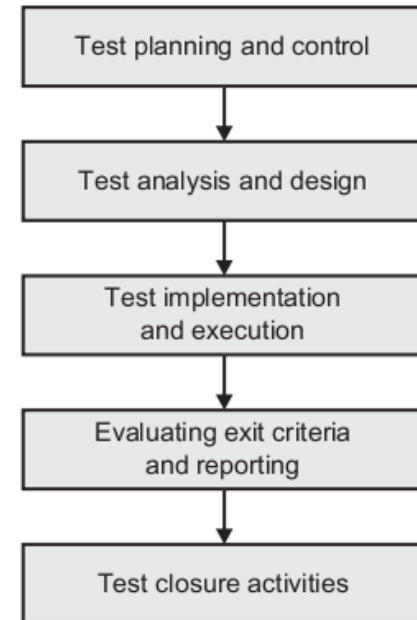 Test planning and control
Test analysis and design
Test implementation
and execution
Evaluating exit criteria
and reporting
Test closure activities